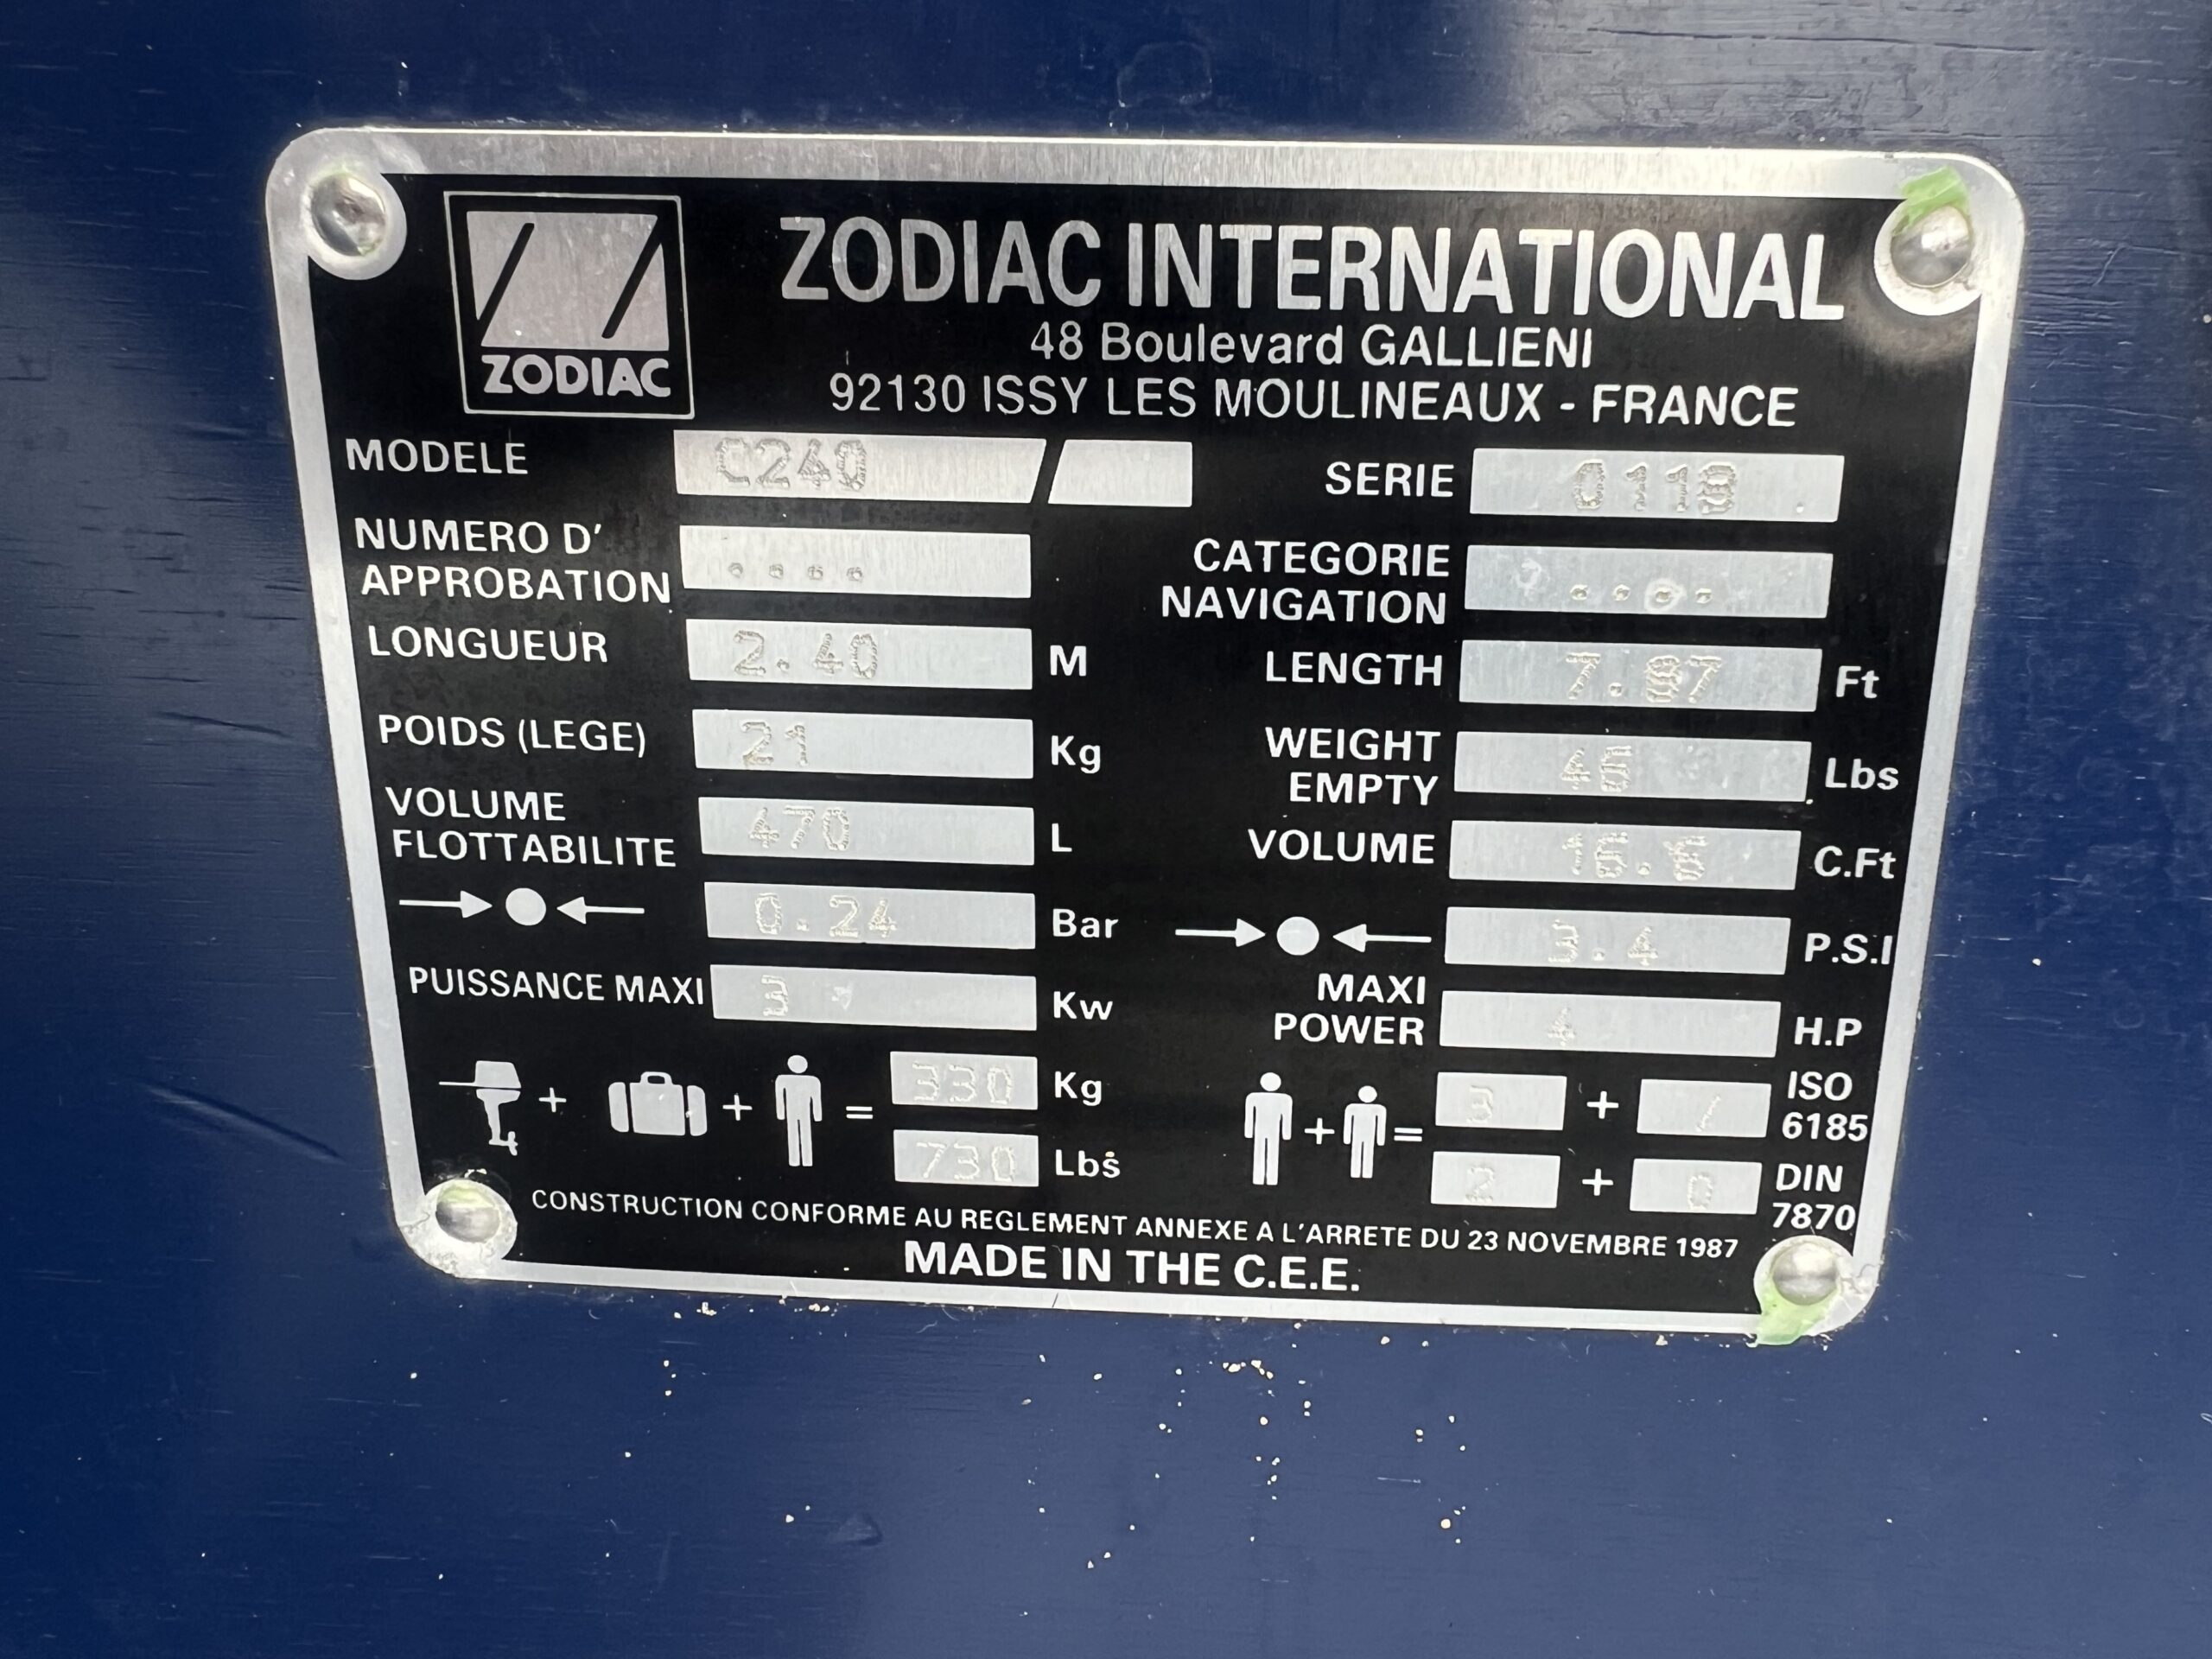 ZODIAC
ZODIAC INTERNATIONAL
48 Boulevard GALLIENI
92130 ISSY LES MOULINEAUX - FRANCE
MODELE C240
SERIE
NUMERO D'
APPROBATION ....
CATEGORIE
NAVIGATION ....
LONGUEUR 2.40 M
LENGTH 7.87 Ft
POIDS (LEGE) 21 Kg
WEIGHT
EMPTY 46 Lbs
VOLUME
FLOTTABILITE 470 L
VOLUME 16.6 C.Ft
0.24 Bar
3.4 P.S.I
PUISSANCE MAXI 3 Kw
MAXI
POWER 4 H.P
+ + = 330 Kg
730 Lbs
+ = 3 + / ISO
6185
2 + 0 DIN
7870
CONSTRUCTION CONFORME AU REGLEMENT ANNEXE A L'ARRETE DU 23 NOVEMBRE 1987
MADE IN THE C.E.E.